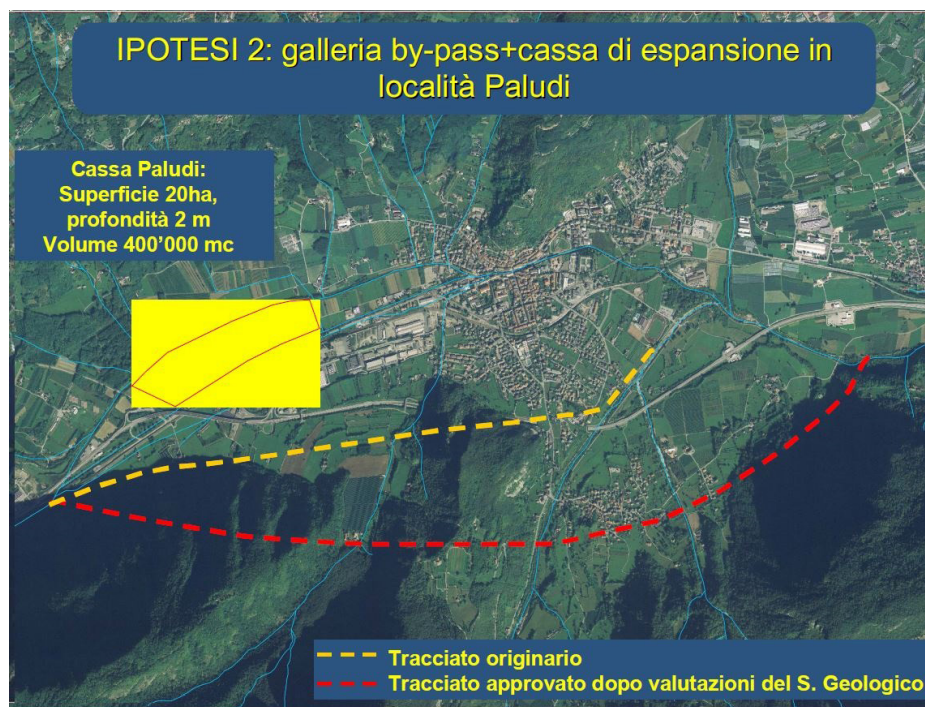 IPOTESI 2: galleria by-pass+cassa di espansione in
località Paludi
Cassa Paludi:
Superficie 20ha,
profondità 2 m
Volume 400'000 mc
Tracciato originario
Tracciato approvato dopo valutazioni del S. Geologico